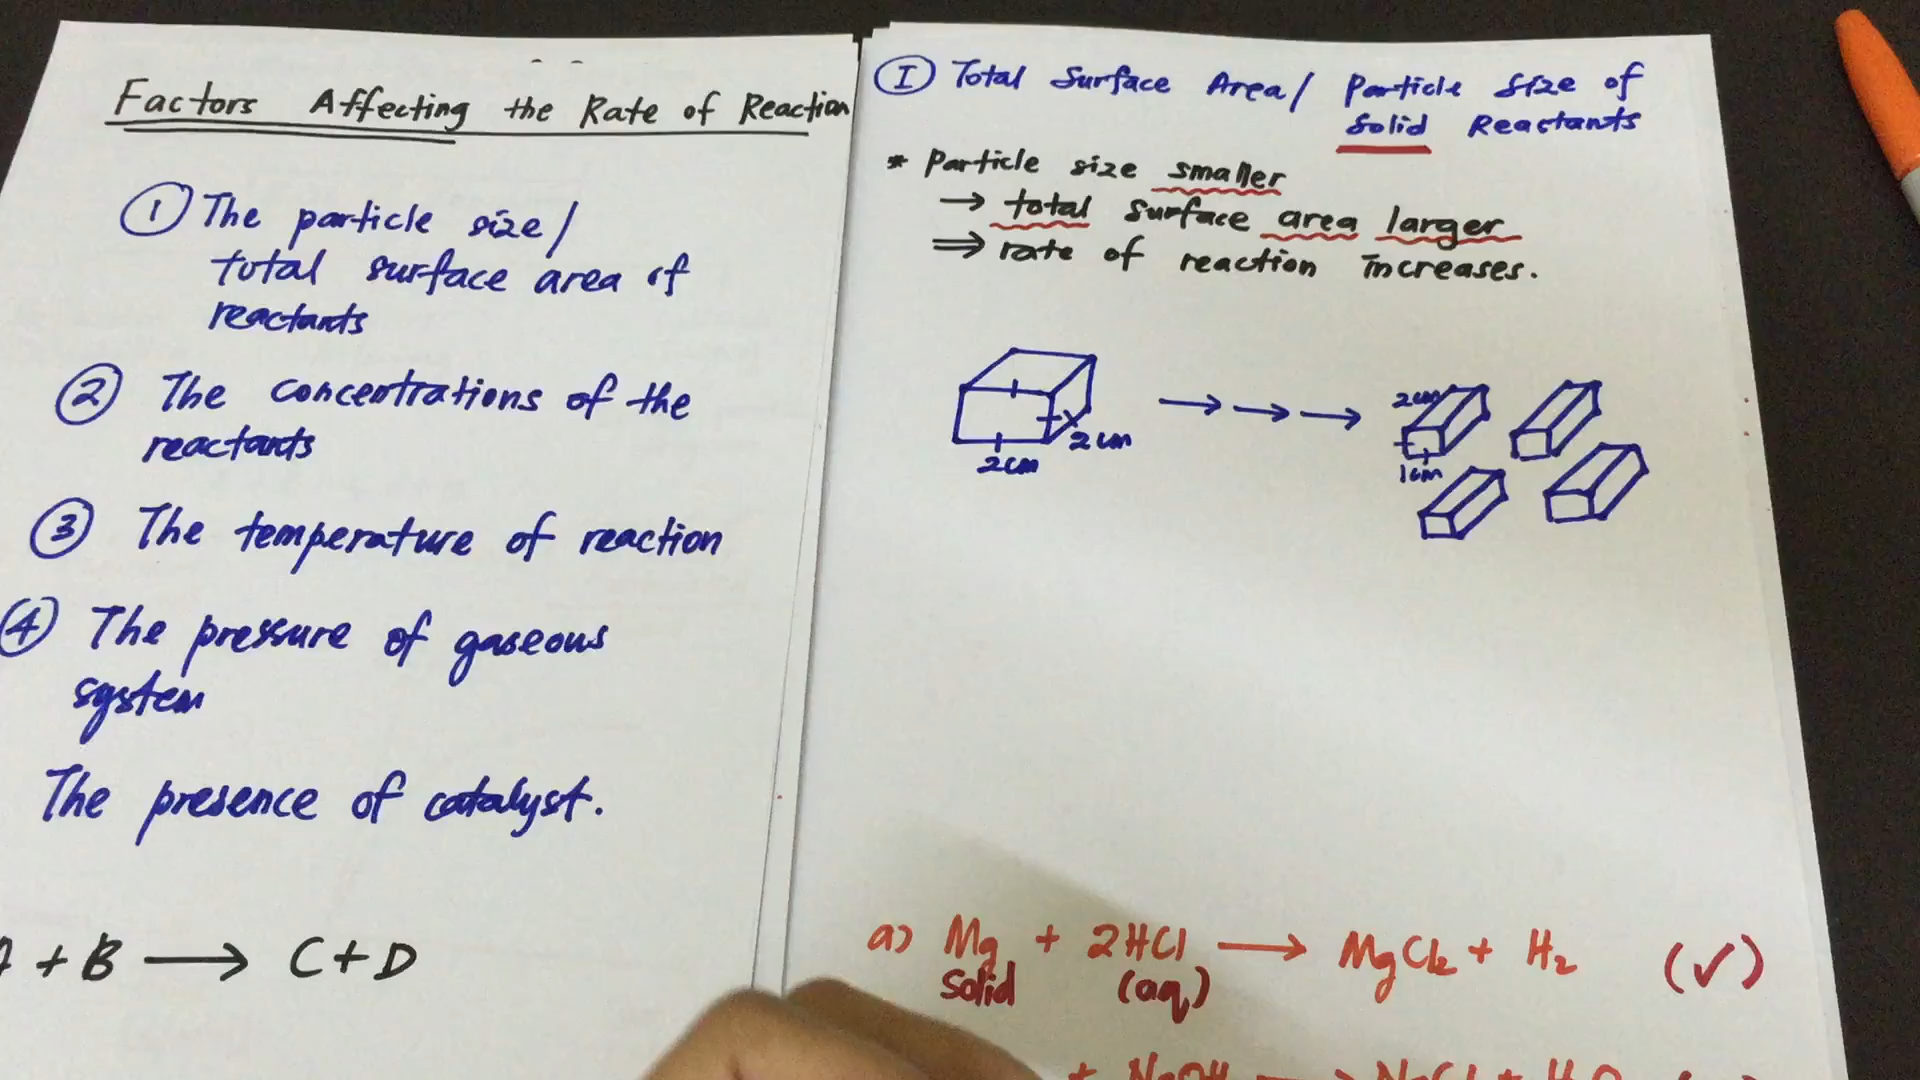 Factors Affecting the Rate of Reaction
① The particle size/
total surface area of
reactants
② The concentrations of the
reactants
③ The temperature of reaction
④ The pressure of gaseous
system
The presence of catalyst.
+ B ⟶ C + D
Ⓘ Total Surface Area/ Particle Size of
Solid Reactants
* Particle size smaller
→ total surface area larger
⇒ rate of reaction increases.
2cm
2cm
2cm
1cm
a) Mg + 2HCl ⟶ MgCl₂ + H₂ (✓)
Solid (aq)